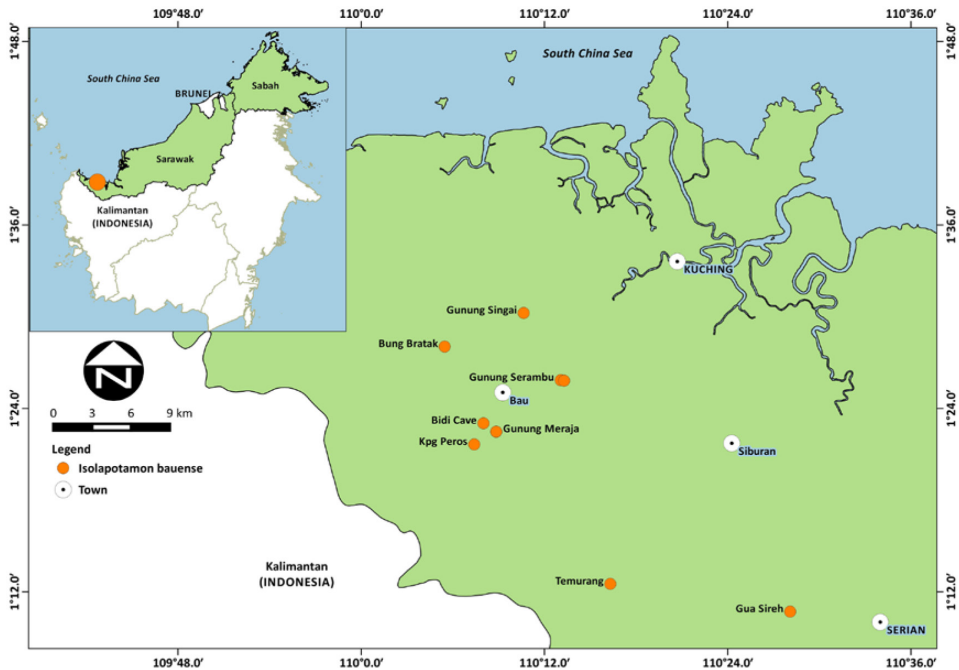 109°48.0' 110°0.0' 110°12.0' 110°24.0' 110°36.0'
1°48.0' 1°48.0'
South China Sea
South China Sea
BRUNEI
Sabah
Sarawak
Kalimantan
(INDONESIA)
1°36.0' 1°36.0'
KUCHING
Gunung Singai
Bung Bratak
Gunung Serambu
Bau
Bidi Cave
Gunung Meraja
Kpg Peros
Siburan
N
1°24.0' 1°24.0'
0 3 6 9 km
Legend
Isolapotamon bauense
Town
Kalimantan
(INDONESIA)
Temurang
Gua Sireh
SERIAN
1°12.0' 1°12.0'
109°48.0' 110°0.0' 110°12.0' 110°24.0' 110°36.0'